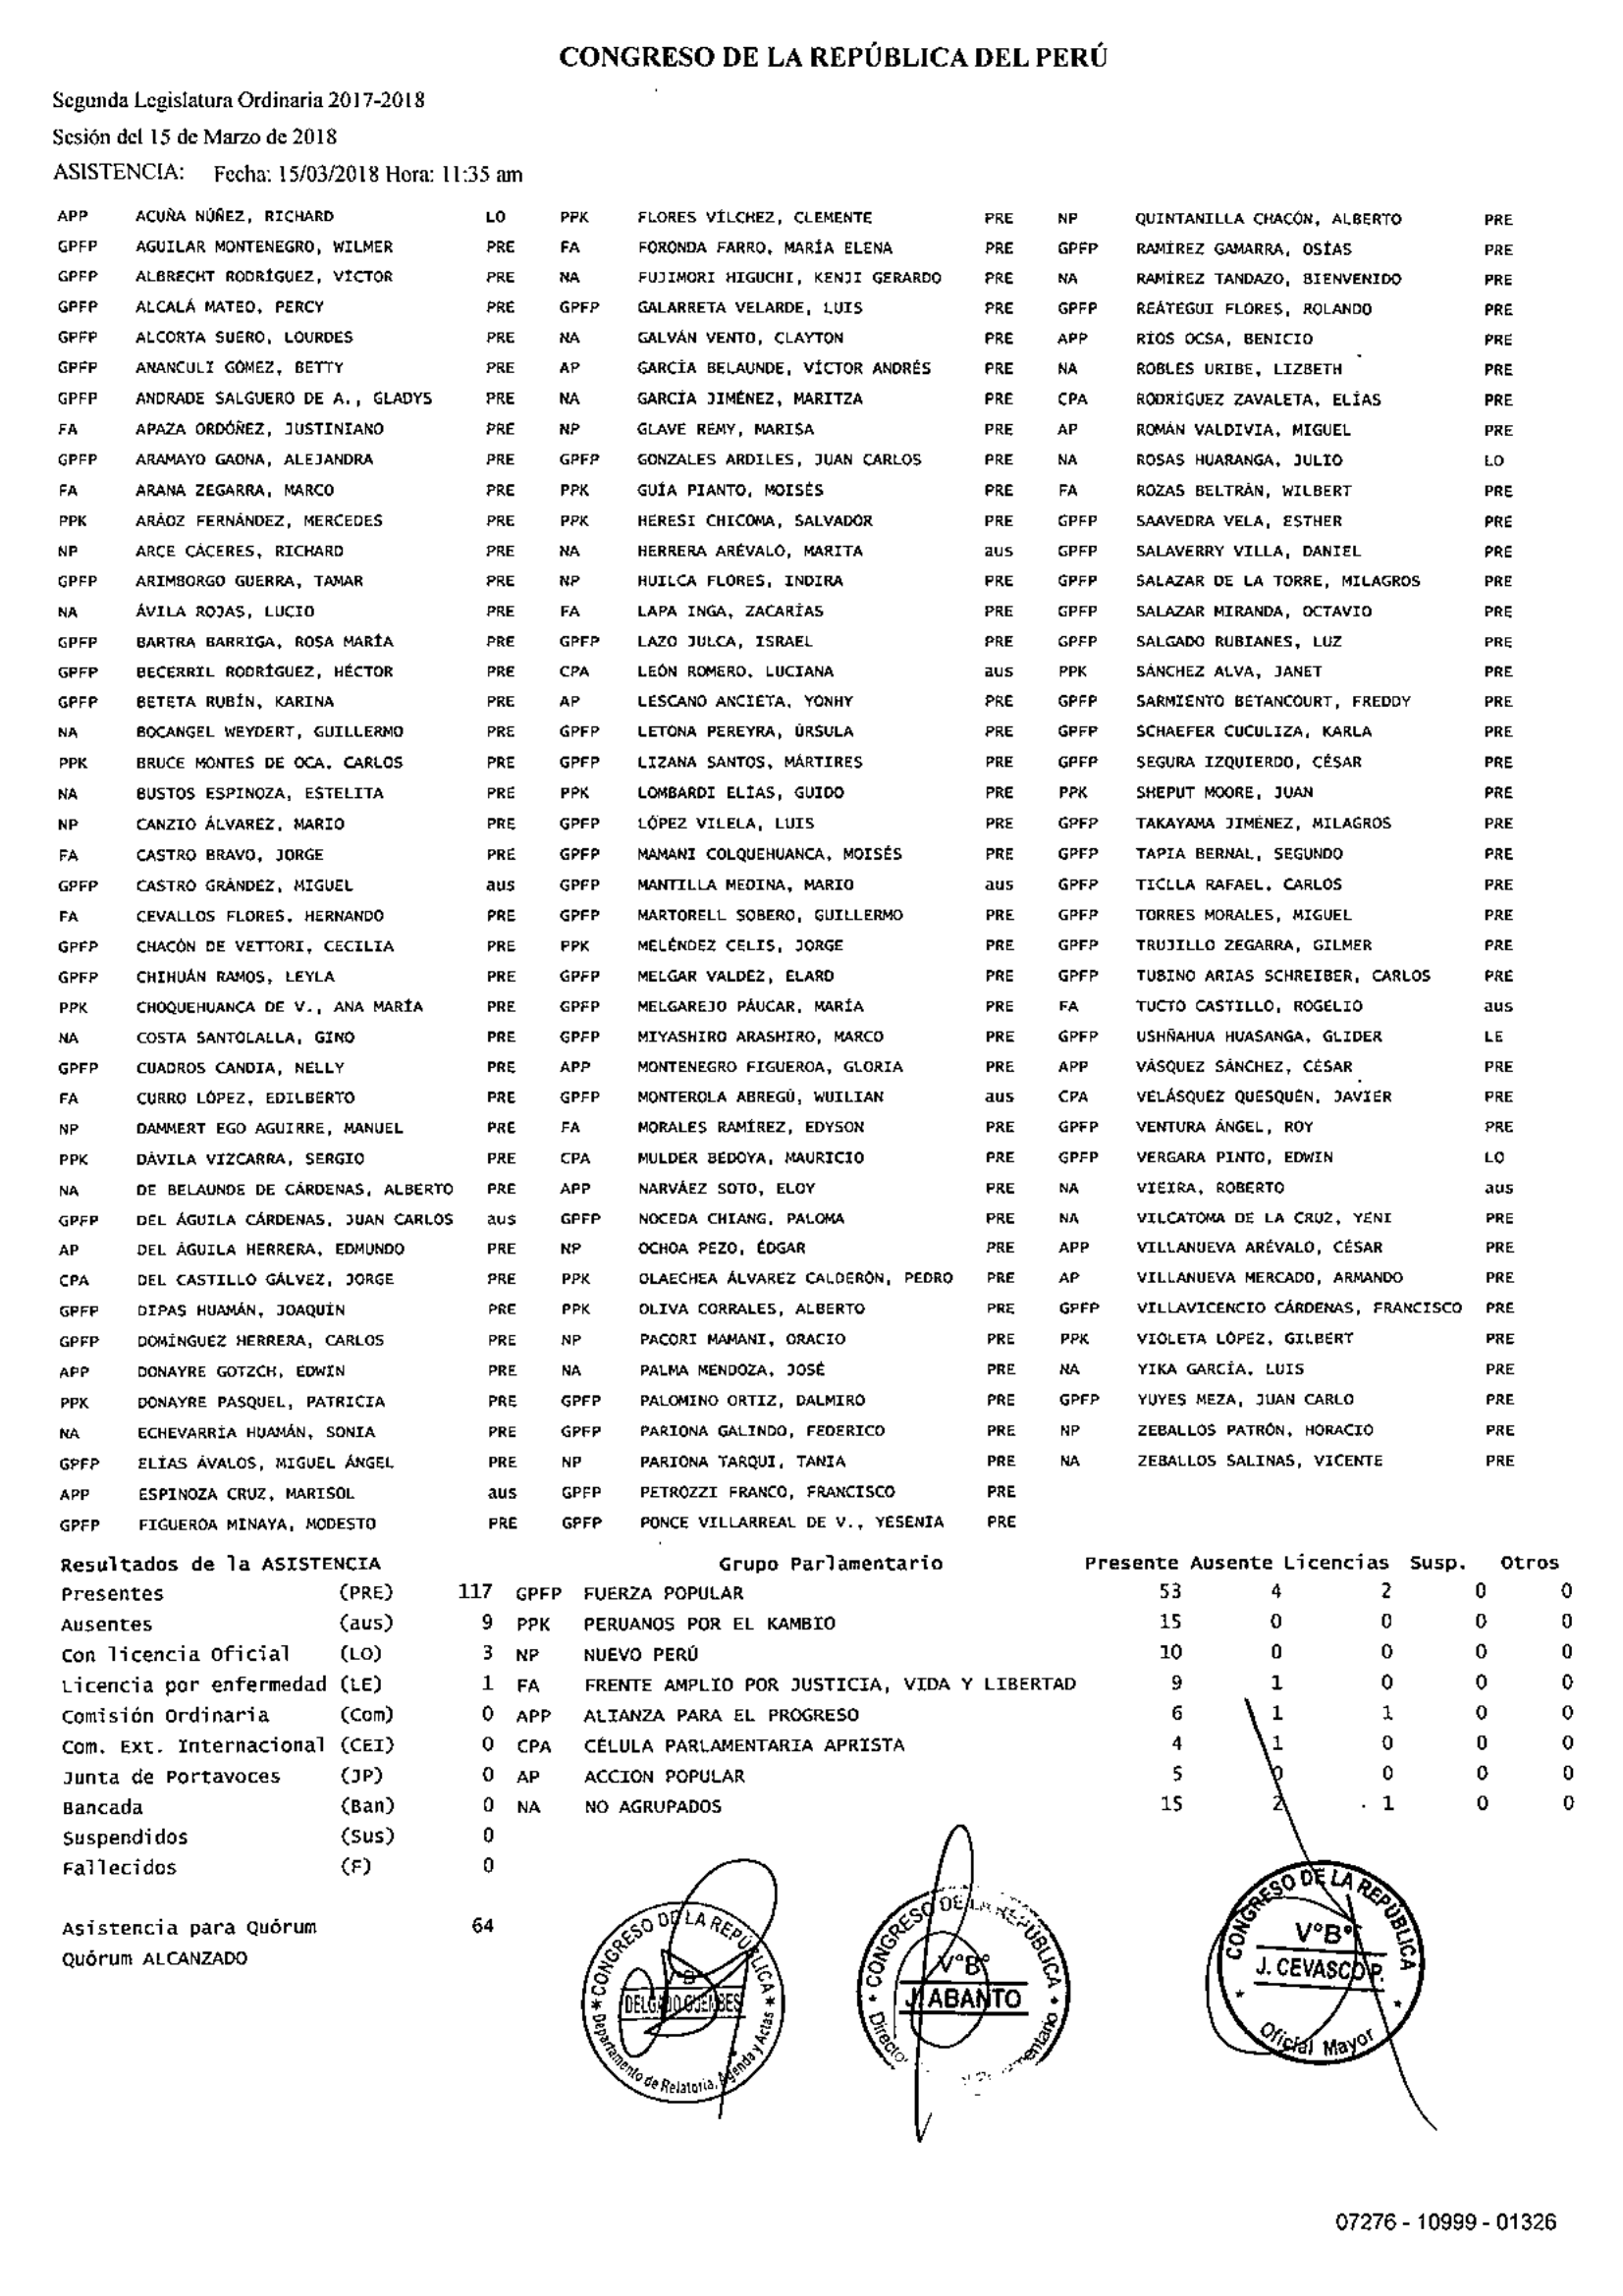 CONGRESO DE LA REPÚBLICA DEL PERÚ
Segunda Legislatura Ordinaria 2017-2018
Sesión del 15 de Marzo de 2018
ASISTENCIA: Fecha: 15/03/2018 Hora: 11:35 am
APP ACUÑA NÚÑEZ, RICHARD LO PPK FLORES VÍLCHEZ, CLEMENTE PRE NP QUINTANILLA CHACÓN, ALBERTO PRE
GPFP AGUILAR MONTENEGRO, WILMER PRE FA FORONDA FARRO, MARÍA ELENA PRE GPFP RAMÍREZ GAMARRA, OSÍAS PRE
GPFP ALBRECHT RODRÍGUEZ, VÍCTOR PRE NA FUJIMORI HIGUCHI, KENJI GERARDO PRE NA RAMÍREZ TANDAZO, BIENVENIDO PRE
GPFP ALCALÁ MATEO, PERCY PRE GPFP GALARRETA VELARDE, LUIS PRE GPFP REÁTEGUI FLORES, ROLANDO PRE
GPFP ALCORTA SUERO, LOURDES PRE NA GALVÁN VENTO, CLAYTON PRE APP RÍOS OCSA, BENICIO PRE
GPFP ANANCULI GÓMEZ, BETTY PRE AP GARCÍA BELAUNDE, VÍCTOR ANDRÉS PRE NA ROBLES URIBE, LIZBETH PRE
GPFP ANDRADE SALGUERO DE A., GLADYS PRE NA GARCÍA JIMÉNEZ, MARITZA PRE CPA RODRÍGUEZ ZAVALETA, ELÍAS PRE
FA APAZA ORDÓÑEZ, JUSTINIANO PRE NP GLAVE REMY, MARISA PRE AP ROMÁN VALDIVIA, MIGUEL PRE
GPFP ARAMAYO GAONA, ALEJANDRA PRE GPFP GONZALES ARDILES, JUAN CARLOS PRE NA ROSAS HUARANGA, JULIO LO
FA ARANA ZEGARRA, MARCO PRE PPK GUÍA PIANTO, MOISÉS PRE FA ROZAS BELTRÁN, WILBERT PRE
PPK ARÁOZ FERNÁNDEZ, MERCEDES PRE PPK HERESI CHICOMA, SALVADOR PRE GPFP SAAVEDRA VELA, ESTHER PRE
NP ARCE CÁCERES, RICHARD PRE NA HERRERA ARÉVALO, MARITA aus GPFP SALAVERRY VILLA, DANIEL PRE
GPFP ARIMBORGO GUERRA, TAMAR PRE NP HUILCA FLORES, INDIRA PRE GPFP SALAZAR DE LA TORRE, MILAGROS PRE
NA ÁVILA ROJAS, LUCIO PRE FA LAPA INGA, ZACARÍAS PRE GPFP SALAZAR MIRANDA, OCTAVIO PRE
GPFP BARTRA BARRIGA, ROSA MARÍA PRE GPFP LAZO JULCA, ISRAEL PRE GPFP SALGADO RUBIANES, LUZ PRE
GPFP BECERRIL RODRÍGUEZ, HÉCTOR PRE CPA LEÓN ROMERO, LUCIANA aus PPK SÁNCHEZ ALVA, JANET PRE
GPFP BETETA RUBÍN, KARINA PRE AP LESCANO ANCIETA, YONHY PRE GPFP SARMIENTO BETANCOURT, FREDDY PRE
NA BOCANGEL WEYDERT, GUILLERMO PRE GPFP LETONA PEREYRA, ÚRSULA PRE GPFP SCHAEFER CUCULIZA, KARLA PRE
PPK BRUCE MONTES DE OCA, CARLOS PRE GPFP LIZANA SANTOS, MÁRTIRES PRE GPFP SEGURA IZQUIERDO, CÉSAR PRE
NA BUSTOS ESPINOZA, ESTELITA PRE PPK LOMBARDI ELÍAS, GUIDO PRE PPK SHEPUT MOORE, JUAN PRE
NP CANZIO ÁLVAREZ, MARIO PRE GPFP LÓPEZ VILELA, LUIS PRE GPFP TAKAYAMA JIMÉNEZ, MILAGROS PRE
FA CASTRO BRAVO, JORGE PRE GPFP MAMANI COLQUEHUANCA, MOISÉS PRE GPFP TAPIA BERNAL, SEGUNDO PRE
GPFP CASTRO GRÁNDEZ, MIGUEL aus GPFP MANTILLA MEDINA, MARIO aus GPFP TICLLA RAFAEL, CARLOS PRE
FA CEVALLOS FLORES, HERNANDO PRE GPFP MARTORELL SOBERO, GUILLERMO PRE GPFP TORRES MORALES, MIGUEL PRE
GPFP CHACÓN DE VETTORI, CECILIA PRE PPK MELÉNDEZ CELIS, JORGE PRE GPFP TRUJILLO ZEGARRA, GILMER PRE
GPFP CHIHUÁN RAMOS, LEYLA PRE GPFP MELGAR VALDEZ, ELARD PRE GPFP TUBINO ARIAS SCHREIBER, CARLOS PRE
PPK CHOQUEHUANCA DE V., ANA MARÍA PRE GPFP MELGAREJO PÁUCAR, MARÍA PRE FA TUCTO CASTILLO, ROGELIO aus
NA COSTA SANTOLALLA, GINO PRE GPFP MIYASHIRO ARASHIRO, MARCO PRE GPFP USHÑAHUA HUASANGA, GLIDER LE
GPFP CUADROS CANDIA, NELLY PRE APP MONTENEGRO FIGUEROA, GLORIA PRE APP VÁSQUEZ SÁNCHEZ, CÉSAR PRE
FA CURRO LÓPEZ, EDILBERTO PRE GPFP MONTEROLA ABREGÚ, WUILIAN aus CPA VELÁSQUEZ QUESQUÉN, JAVIER PRE
NP DAMMERT EGO AGUIRRE, MANUEL PRE FA MORALES RAMÍREZ, EDYSON PRE GPFP VENTURA ÁNGEL, ROY PRE
PPK DÁVILA VIZCARRA, SERGIO PRE CPA MULDER BEDOYA, MAURICIO PRE GPFP VERGARA PINTO, EDWIN LO
NA DE BELAUNDE DE CÁRDENAS, ALBERTO PRE APP NARVÁEZ SOTO, ELOY PRE NA VIEIRA, ROBERTO aus
GPFP DEL ÁGUILA CÁRDENAS, JUAN CARLOS aus GPFP NOCEDA CHIANG, PALOMA PRE NA VILCATOMA DE LA CRUZ, YENI PRE
AP DEL ÁGUILA HERRERA, EDMUNDO PRE NP OCHOA PEZO, ÉDGAR PRE APP VILLANUEVA ARÉVALO, CÉSAR PRE
CPA DEL CASTILLO GÁLVEZ, JORGE PRE PPK OLAECHEA ÁLVAREZ CALDERÓN, PEDRO PRE AP VILLANUEVA MERCADO, ARMANDO PRE
GPFP DIPAS HUAMÁN, JOAQUÍN PRE PPK OLIVA CORRALES, ALBERTO PRE GPFP VILLAVICENCIO CÁRDENAS, FRANCISCO PRE
GPFP DOMÍNGUEZ HERRERA, CARLOS PRE NP PACORI MAMANI, ORACIO PRE PPK VIOLETA LÓPEZ, GILBERT PRE
APP DONAYRE GOTZCH, EDWIN PRE NA PALMA MENDOZA, JOSÉ PRE NA YIKA GARCÍA, LUIS PRE
PPK DONAYRE PASQUEL, PATRICIA PRE GPFP PALOMINO ORTIZ, DALMIRO PRE GPFP YUYES MEZA, JUAN CARLO PRE
NA ECHEVARRÍA HUAMÁN, SONIA PRE GPFP PARIONA GALINDO, FEDERICO PRE NP ZEBALLOS PATRÓN, HORACIO PRE
GPFP ELÍAS ÁVALOS, MIGUEL ÁNGEL PRE NP PARIONA TARQUI, TANIA PRE NA ZEBALLOS SALINAS, VICENTE PRE
APP ESPINOZA CRUZ, MARISOL aus GPFP PETROZZI FRANCO, FRANCISCO PRE
GPFP FIGUEROA MINAYA, MODESTO PRE GPFP PONCE VILLARREAL DE V., YESENIA PRE
Resultados de la ASISTENCIA Grupo Parlamentario Presente Ausente Licencias Susp. Otros
Presentes (PRE) 117 GPFP FUERZA POPULAR 53 4 2 0 0
Ausentes (aus) 9 PPK PERUANOS POR EL KAMBIO 15 0 0 0 0
Con licencia Oficial (LO) 3 NP NUEVO PERÚ 10 0 0 0 0
Licencia por enfermedad (LE) 1 FA FRENTE AMPLIO POR JUSTICIA, VIDA Y LIBERTAD 9 1 0 0 0
Comisión Ordinaria (Com) 0 APP ALIANZA PARA EL PROGRESO 6 1 1 0 0
Com. Ext. Internacional (CEI) 0 CPA CÉLULA PARLAMENTARIA APRISTA 4 1 0 0 0
Junta de Portavoces (JP) 0 AP ACCION POPULAR 5 0 0 0 0
Bancada (Ban) 0 NA NO AGRUPADOS 15 2 1 0 0
Suspendidos (Sus) 0
Fallecidos (F) 0
Asistencia para Quórum 64
Quórum ALCANZADO
CONGRESO DE LA REPÚBLICA
DELGADO GUEMBES
Departamento de Relatoría, Agenda y Actas
CONGRESO DE LA REPÚBLICA
V°B°
J. ABANTO
CONGRESO DE LA REPÚBLICA
V°B°
J. CEVASCO P.
Oficial Mayor
07276 - 10999 - 01326